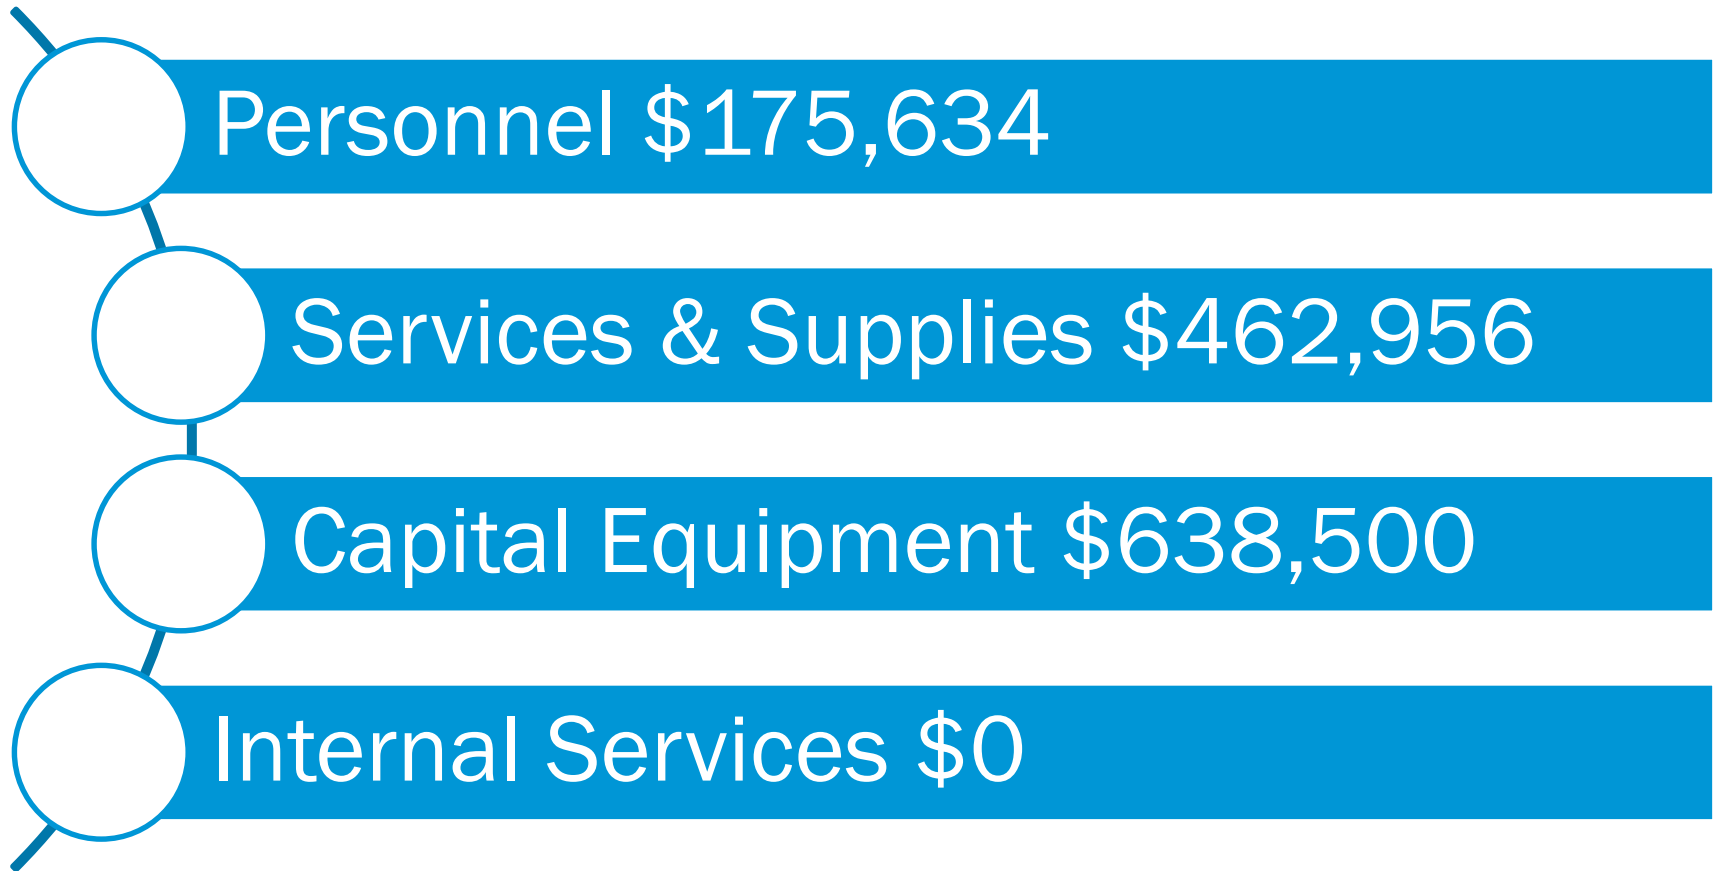 Personnel $175,634
Services & Supplies $462,956
Capital Equipment $638,500
Internal Services $0